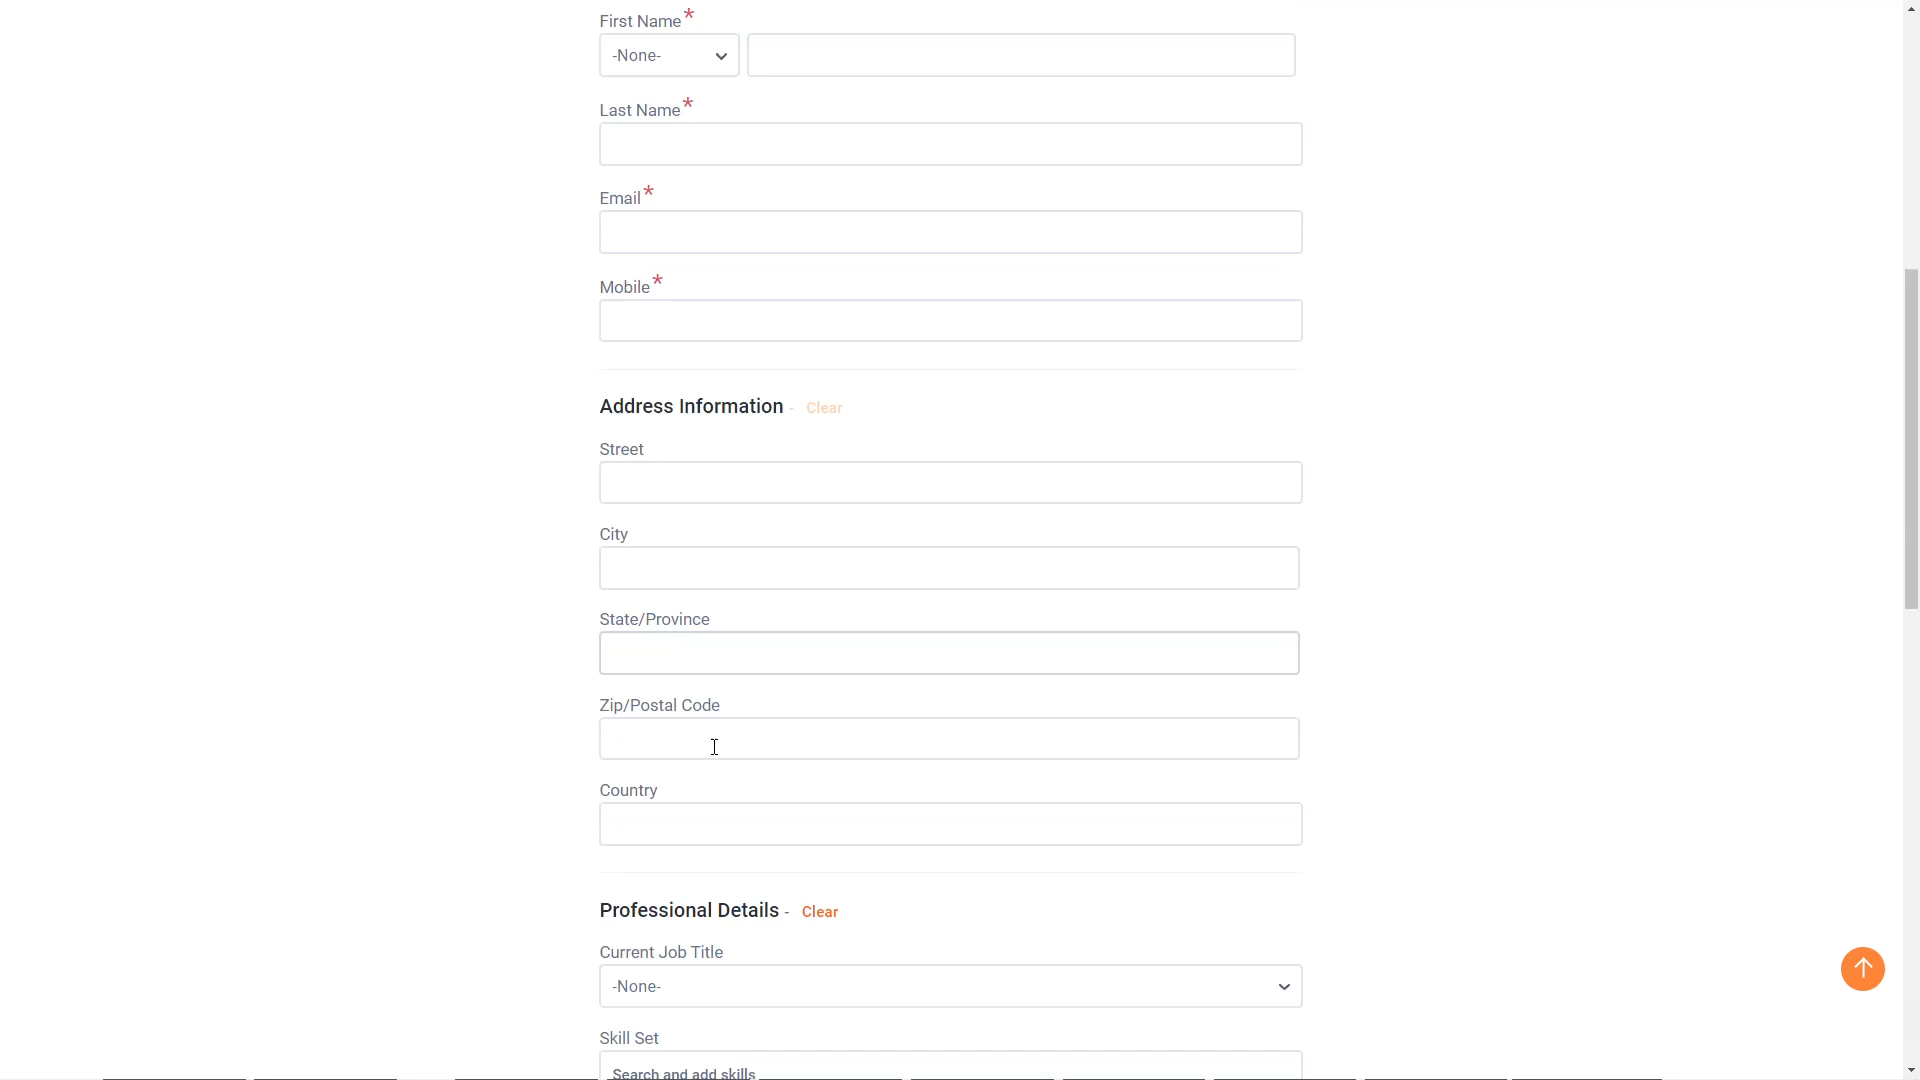 First Name*
-None-
Last Name*
Email*
Mobile*
Address Information - Clear
Street
City
State/Province
Zip/Postal Code
Country
Professional Details - Clear
Current Job Title
-None-
Skill Set
Search and add skills